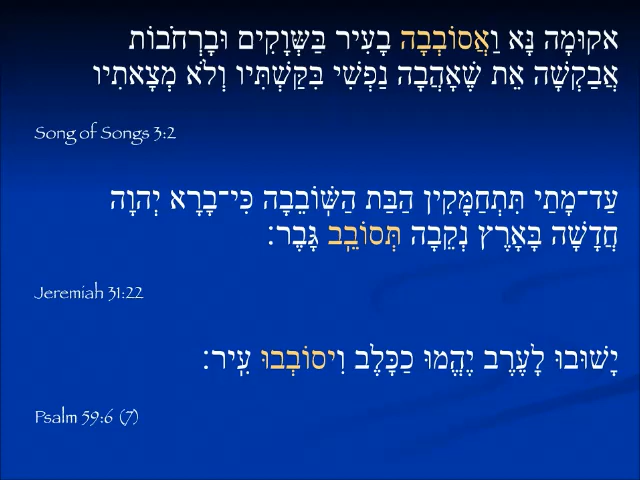 אקוּמָה נָּא וַאֲסוֹבְבָה בָעִיר בַּשְּׁוָקִים וּבָרְחֹבוֹת
אֲבַקְשָׁה אֵת שֶׁאָהֲבָה נַפְשִׁי בִּקַּשְׁתִּיו וְלֹא מְצָאתִיו
Song of Songs 3:2
עַד־מָתַי תִּתְחַמָּקִין הַבַּת הַשּׁוֹבֵבָה כִּי־בָרָא יְהוָה
חֲדָשָׁה בָּאָרֶץ נְקֵבָה תְּסוֹבֵב גָּבֶר׃
Jeremiah 31:22
יָשׁוּבוּ לָעֶרֶב יֶהֱמוּ כַכָּלֶב וִיסוֹבְבוּ עִיר׃
Psalm 59:6 (7)